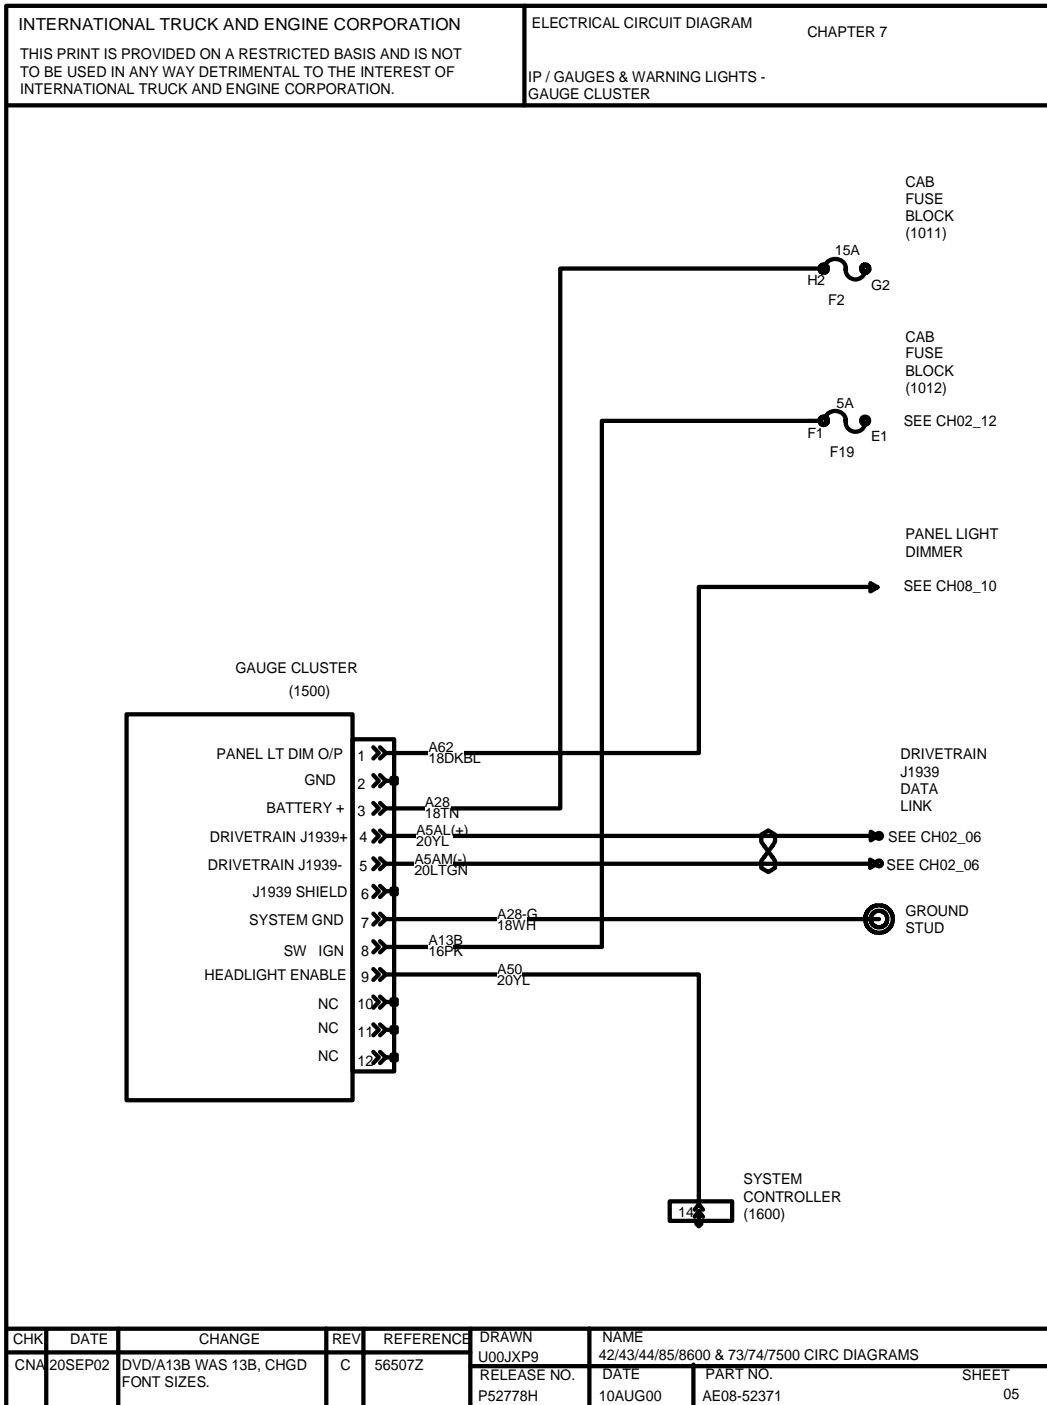 INTERNATIONAL TRUCK AND ENGINE CORPORATION
THIS PRINT IS PROVIDED ON A RESTRICTED BASIS AND IS NOT
TO BE USED IN ANY WAY DETRIMENTAL TO THE INTEREST OF
INTERNATIONAL TRUCK AND ENGINE CORPORATION.
ELECTRICAL CIRCUIT DIAGRAM
CHAPTER 7
IP / GAUGES & WARNING LIGHTS -
GAUGE CLUSTER
CAB
FUSE
BLOCK
(1011)
15A
H2
G2
F2
CAB
FUSE
BLOCK
(1012)
5A
SEE CH02_12
F1
E1
F19
PANEL LIGHT
DIMMER
SEE CH08_10
GAUGE CLUSTER
(1500)
PANEL LT DIM O/P 1
A62
18DKBL
GND 2
BATTERY + 3
A28
18TN
DRIVETRAIN J1939+ 4
A5AL(+)
20YL
DRIVETRAIN J1939- 5
A5AM(-)
20LTGN
J1939 SHIELD 6
SYSTEM GND 7
A28-G
18WH
SW IGN 8
A13B
16PK
HEADLIGHT ENABLE 9
A50
20YL
NC 10
NC 11
NC 12
DRIVETRAIN
J1939
DATA
LINK
SEE CH02_06
SEE CH02_06
GROUND
STUD
14
SYSTEM
CONTROLLER
(1600)
CHK DATE CHANGE REV REFERENCE
CNA 20SEP02 DVD/A13B WAS 13B, CHGD C 56507Z
FONT SIZES.
DRAWN
U00JXP9
NAME
42/43/44/85/8600 & 73/74/7500 CIRC DIAGRAMS
RELEASE NO. DATE PART NO. SHEET
P52778H 10AUG00 AE08-52371 05